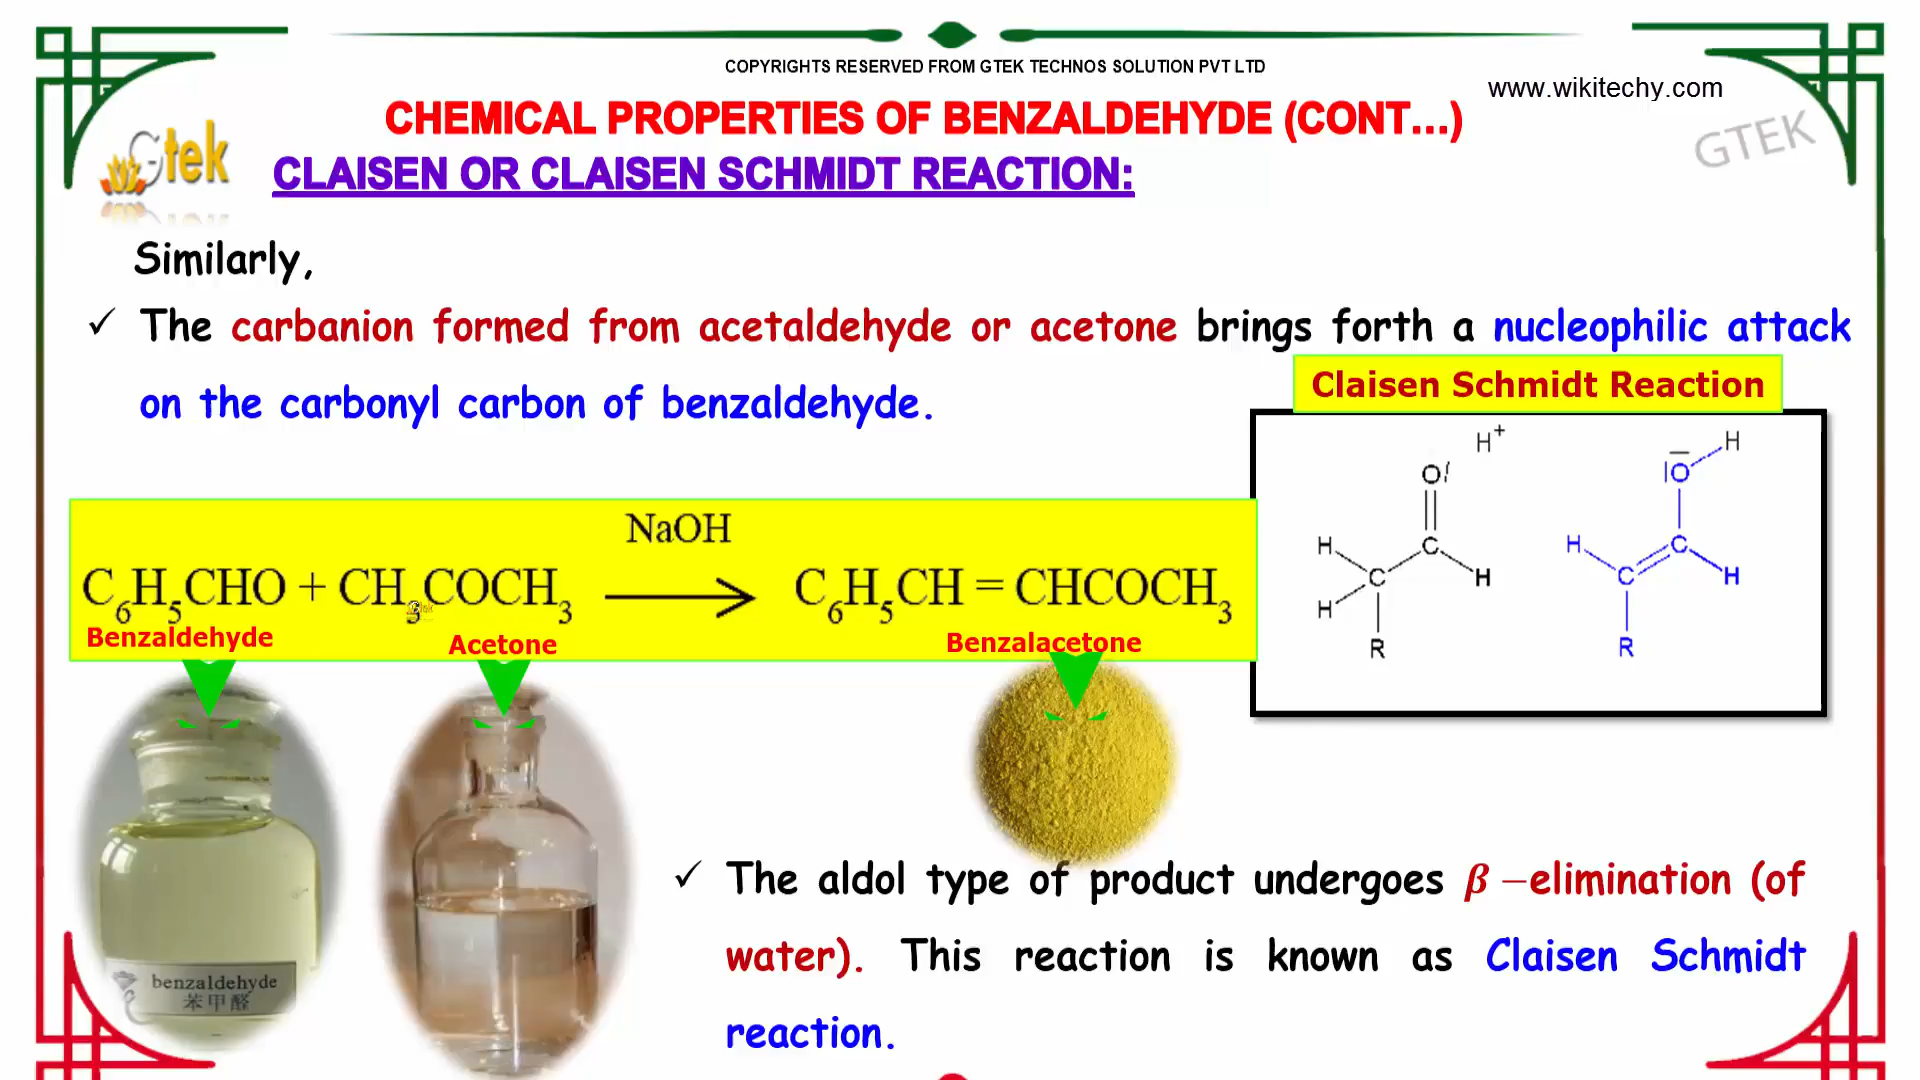 COPYRIGHTS RESERVED FROM GTEK TECHNOS SOLUTION PVT LTD
www.wikitechy.com
CHEMICAL PROPERTIES OF BENZALDEHYDE (CONT...)
Gtek
GTEK
CLAISEN OR CLAISEN SCHMIDT REACTION:
Similarly,
✓ The carbanion formed from acetaldehyde or acetone brings forth a nucleophilic attack
on the carbonyl carbon of benzaldehyde.
Claisen Schmidt Reaction
H⁺
O
H
C
H
C
H
R
H
|O
H
C
C
H
R
NaOH
C₆H₅CHO + CH₃COCH₃ → C₆H₅CH = CHCOCH₃
Benzaldehyde
Acetone
Benzalacetone
benzaldehyde
苯甲醛
✓ The aldol type of product undergoes β −elimination (of
water). This reaction is known as Claisen Schmidt
reaction.